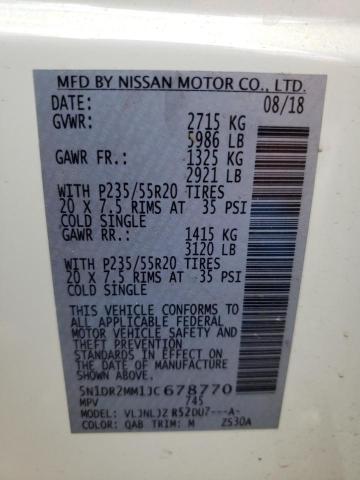 MFD BY NISSAN MOTOR CO., LTD.
DATE: 08/18
GVWR: 2715 KG
5986 LB
GAWR FR.: 1325 KG
2921 LB
WITH P235/55R20 TIRES
20 X 7.5 RIMS AT 35 PSI
COLD SINGLE
GAWR RR.: 1415 KG
3120 LB
WITH P235/55R20 TIRES
20 X 7.5 RIMS AT 35 PSI
COLD SINGLE
THIS VEHICLE CONFORMS TO
ALL APPLICABLE FEDERAL
MOTOR VEHICLE SAFETY AND
THEFT PREVENTION
STANDARDS IN EFFECT ON
THE DATE OF MANUFACTURE
SHOWN ABOVE.
5N1DR2MM1JC678770
MPV 745
MODEL: VLJNLJZ R52DU7---A-
COLOR: QAB TRIM: M ZS30A